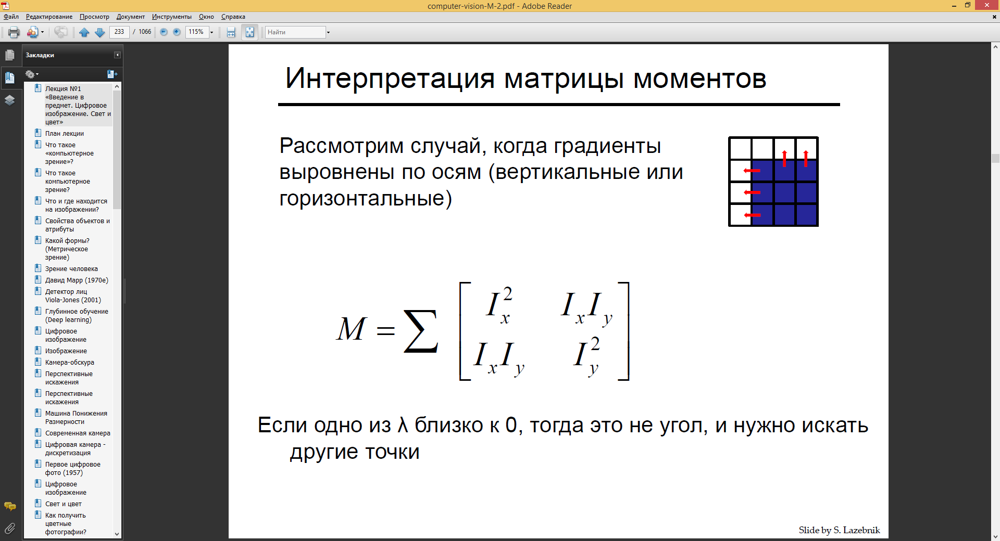 computer-vision-M-2.pdf - Adobe Reader
Файл Редактирование Просмотр Документ Инструменты Окно Справка
233 / 1066 115% Найти
Закладки
Лекция №1
«Введение в
предмет. Цифровое
изображение. Свет и
цвет»
План лекции
Что такое
«компьютерное
зрение»?
Что такое
компьютерное
зрение?
Что и где находится
на изображении?
Свойства объектов и
атрибуты
Какой формы?
(Метрическое
зрение)
Зрение человека
Давид Марр (1970е)
Детектор лиц
Viola-Jones (2001)
Глубинное обучение
(Deep learning)
Цифровое
изображение
Изображение
Камера-обскура
Перспективные
искажения
Перспективные
искажения
Машина Понижения
Размерности
Современная камера
Цифровая камера -
дискретизация
Первое цифровое
фото (1957)
Цифровое
изображение
Свет и цвет
Как получить
цветные
фотографии?
Интерпретация матрицы моментов
Рассмотрим случай, когда градиенты
выровнены по осям (вертикальные или
горизонтальные)
M = ∑ [ I_x^2 I_x I_y
I_x I_y I_y^2 ]
Если одно из λ близко к 0, тогда это не угол, и нужно искать
другие точки
Slide by S. Lazebnik